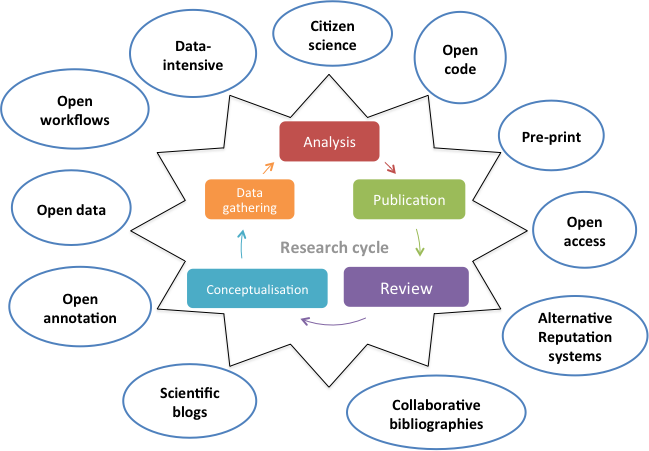 Citizen
science
Data-
intensive
Open
code
Open
workflows
Pre-print
Analysis
Data
gathering
Publication
Open data
Open
access
Research cycle
Conceptualisation
Review
Open
annotation
Alternative
Reputation
systems
Scientific
blogs
Collaborative
bibliographies